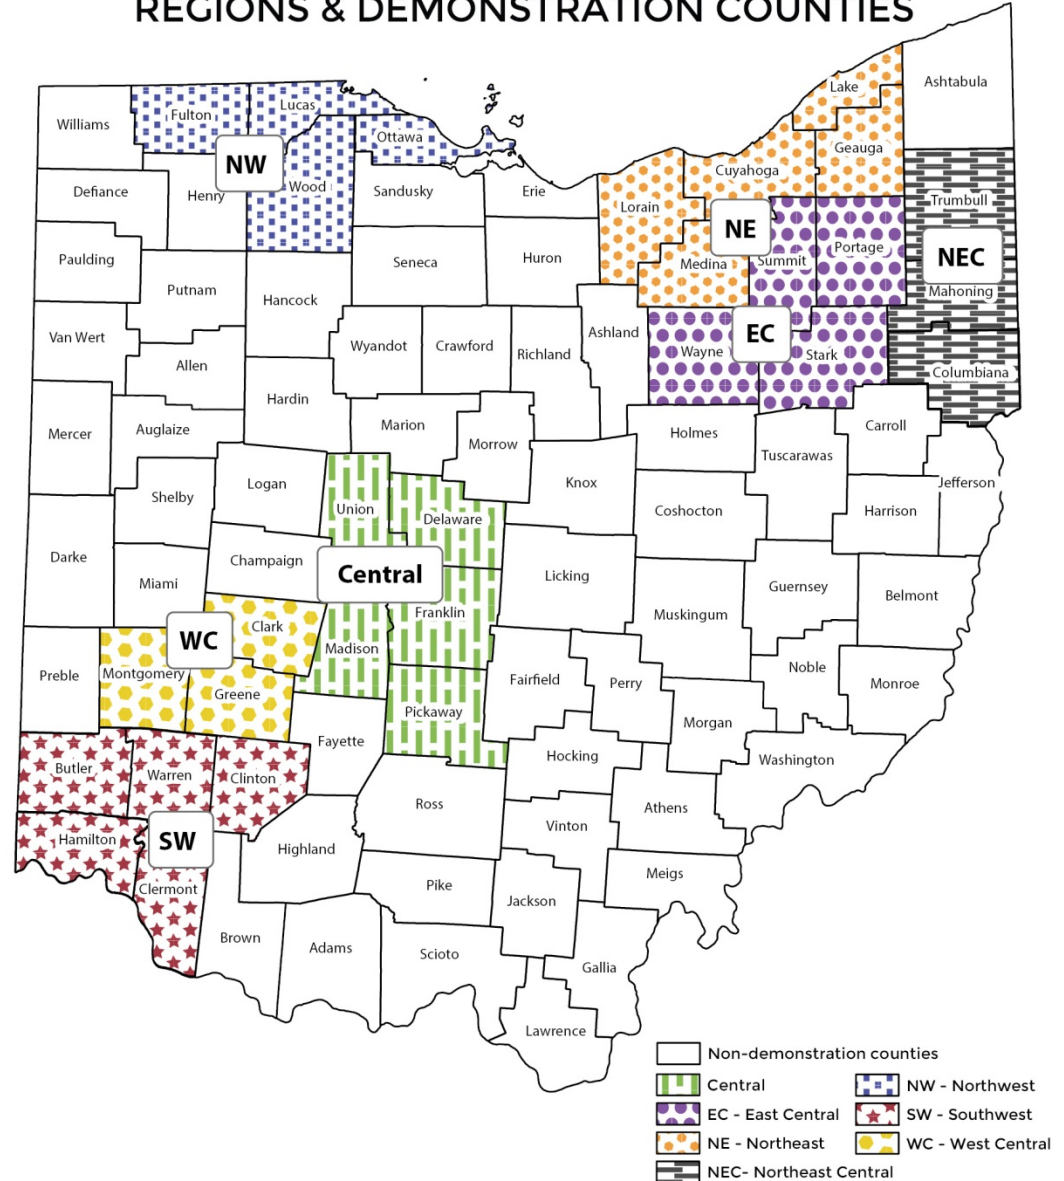 REGIONS & DEMONSTRATION COUNTIES
Ashtabula
Lake
Williams
Fulton
Lucas
Ottawa
Geauga
NW
Cuyahoga
Defiance
Henry
Wood
Sandusky
Erie
Lorain
Trumbull
NE
Paulding
Seneca
Huron
Medina
Summit
Portage
NEC
Mahoning
Putnam
Hancock
Van Wert
Wyandot
Crawford
Richland
Ashland
EC
Wayne
Stark
Allen
Columbiana
Hardin
Mercer
Auglaize
Marion
Morrow
Holmes
Carroll
Tuscarawas
Shelby
Logan
Knox
Jefferson
Union
Delaware
Coshocton
Harrison
Darke
Champaign
Central
Licking
Miami
Guernsey
Belmont
Franklin
Muskingum
WC
Clark
Madison
Preble
Montgomery
Greene
Fairfield
Perry
Noble
Monroe
Pickaway
Morgan
Fayette
Hocking
Washington
Butler
Warren
Clinton
Ross
Athens
Vinton
Hamilton
SW
Highland
Clermont
Pike
Meigs
Jackson
Brown
Adams
Scioto
Gallia
Lawrence
Non-demonstration counties
Central
NW - Northwest
EC - East Central
SW - Southwest
NE - Northeast
WC - West Central
NEC- Northeast Central